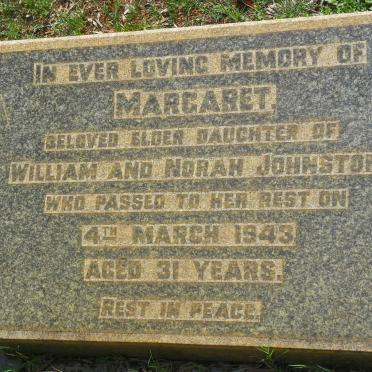 IN EVER LOVING MEMORY OF
MARGARET.
BELOVED ELDER DAUGHTER OF
WILLIAM AND NORAH JOHNSTON
WHO PASSED TO HER REST ON
4TH MARCH 1943
AGED 31 YEARS.
REST IN PEACE.